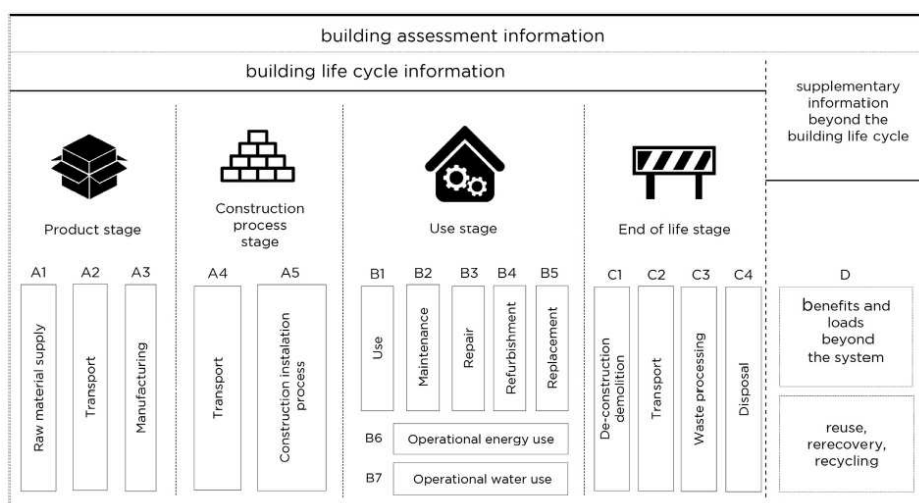 building assessment information
building life cycle information
supplementary
information
beyond the
building life cycle
Product stage
Construction
process
stage
Use stage
End of life stage
A1
A2
A3
A4
A5
B1
B2
B3
B4
B5
C1
C2
C3
C4
D
Raw material supply
Transport
Manufacturing
Transport
Construction instalation
process
Use
Maintenance
Repair
Refurbishment
Replacement
B6
Operational energy use
B7
Operational water use
De-construction
demolition
Transport
Waste processing
Disposal
benefits and
loads
beyond
the system
reuse,
rerecovery,
recycling